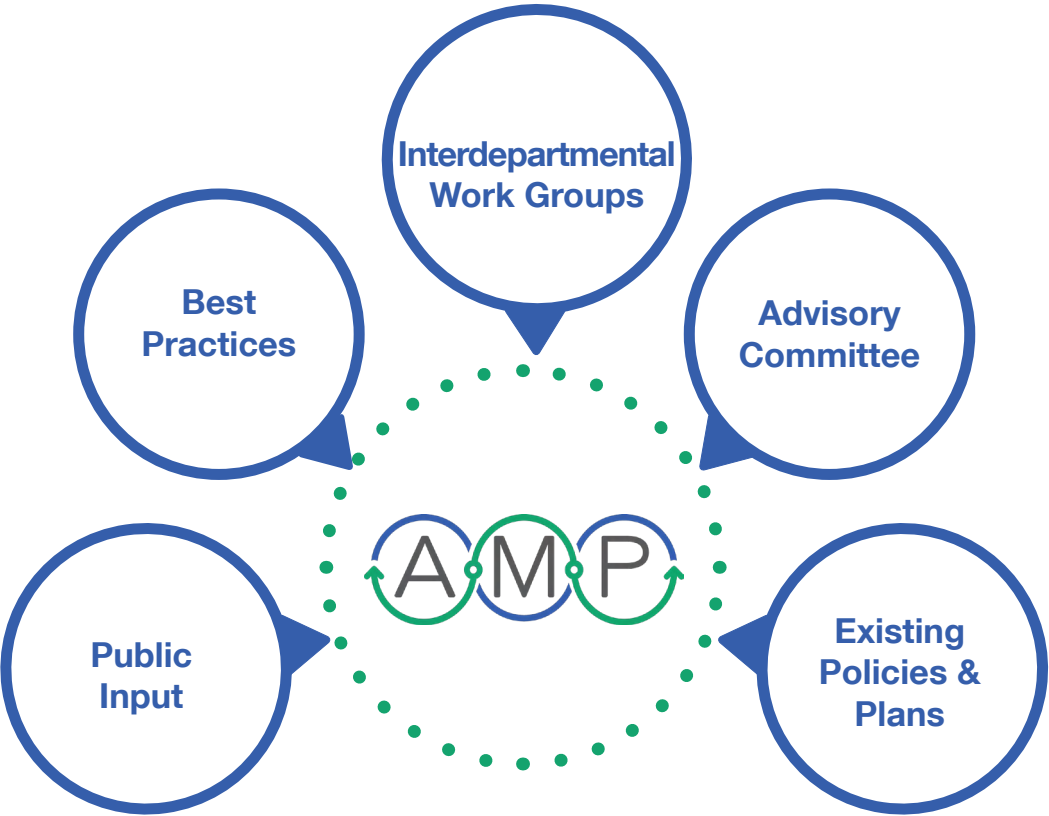 Interdepartmental
Work Groups
Best
Practices
Advisory
Committee
AMP
Public
Input
Existing
Policies &
Plans